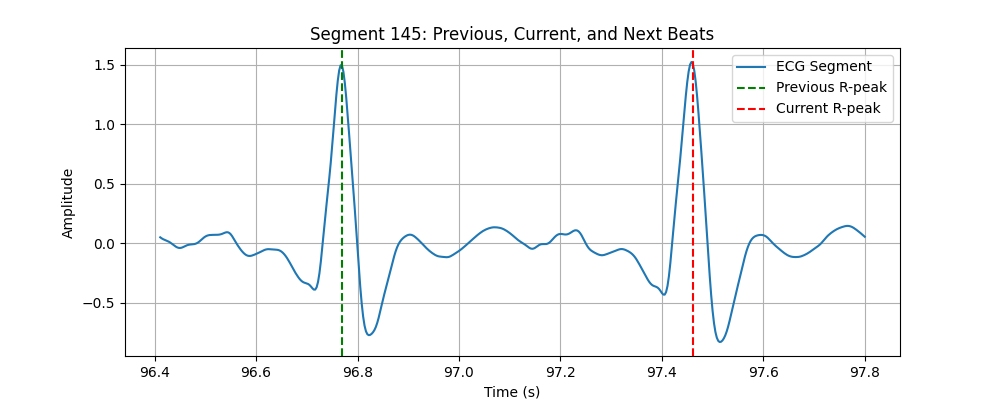 Segment 145: Previous, Current, and Next Beats
ECG Segment
Previous R-peak
Current R-peak
1.5
1.0
0.5
0.0
−0.5
Amplitude
96.4 96.6 96.8 97.0 97.2 97.4 97.6 97.8
Time (s)